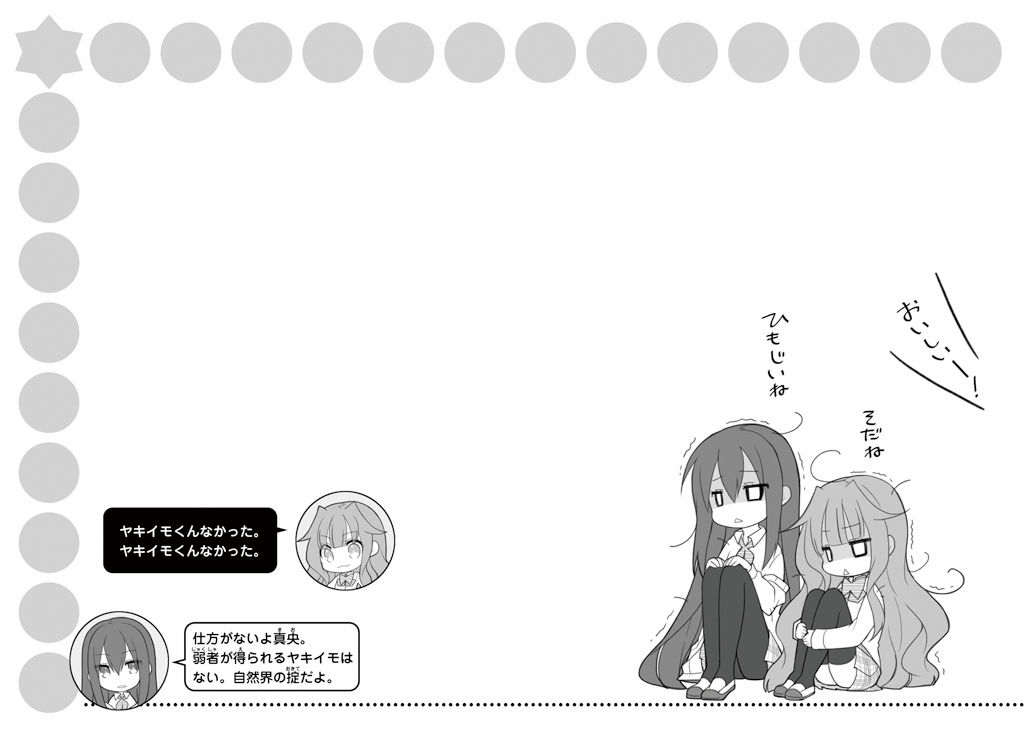 おいしいー！
ひもじいね
そだね
ヤキイモくんなかった。
ヤキイモくんなかった。
仕方がないよ真央。
弱者が得られるヤキイモは
ない。自然界の掟だよ。